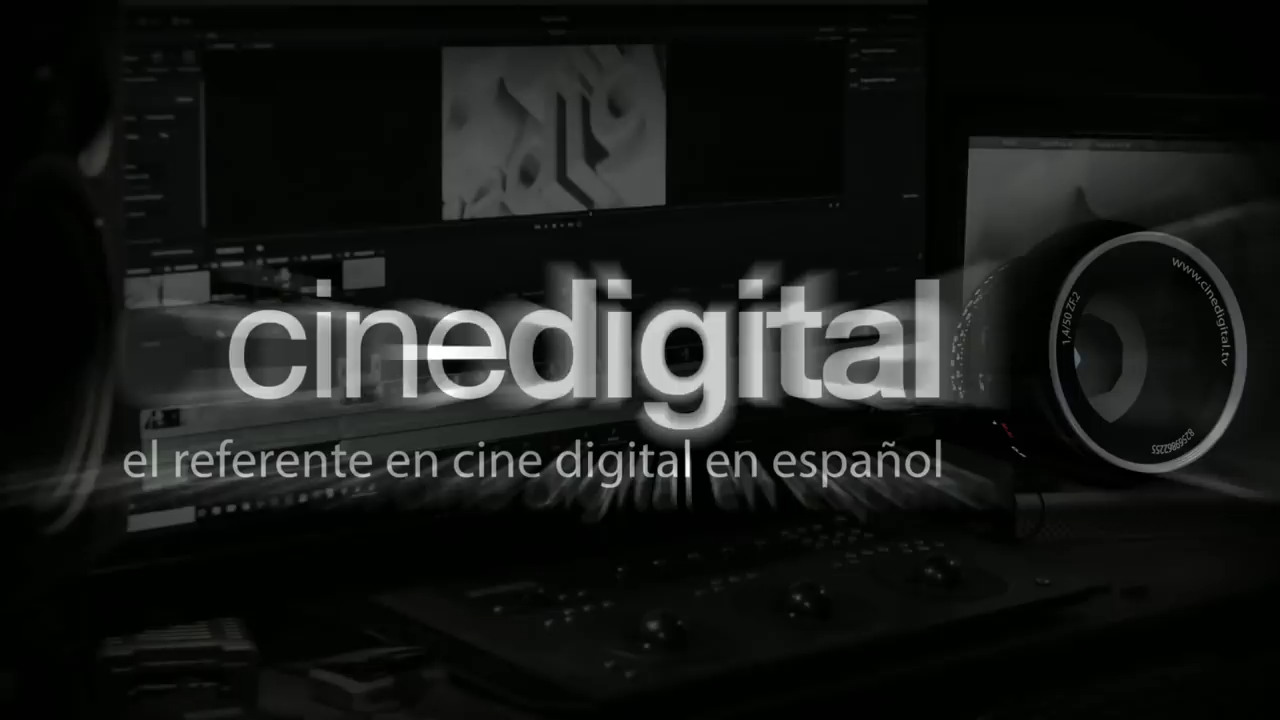 cinedigital
el referente en cine digital en español
www.cinedigital.tv
1,4/50 ZF.2